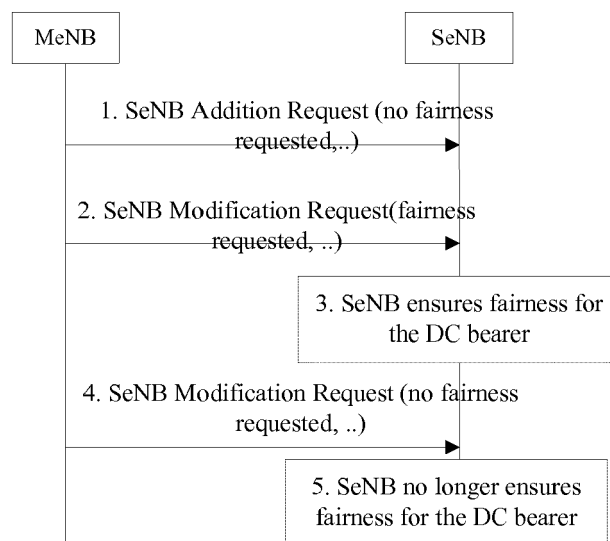 MeNB
SeNB
1. SeNB Addition Request (no fairness
requested,..)
2. SeNB Modification Request(fairness
requested, ..)
3. SeNB ensures fairness for
the DC bearer
4. SeNB Modification Request (no fairness
requested, ..)
5. SeNB no longer ensures
fairness for the DC bearer